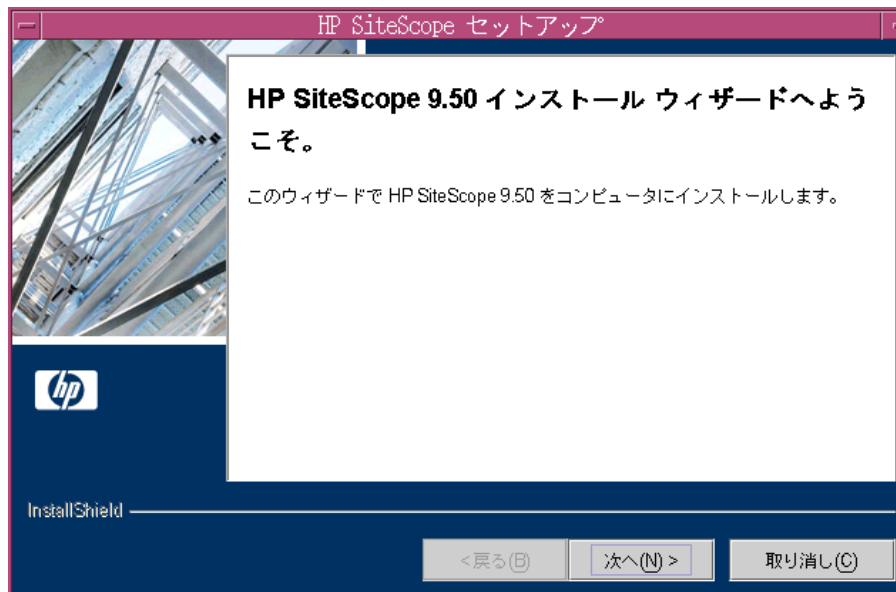 HP SiteScope セットアップ
HP SiteScope 9.50 インストール ウィザードへよう
こそ。
このウィザードで HP SiteScope 9.50 をコンピュータにインストールします。
hp
InstallShield
<戻る(B)
次へ(N) >
取り消し(C)